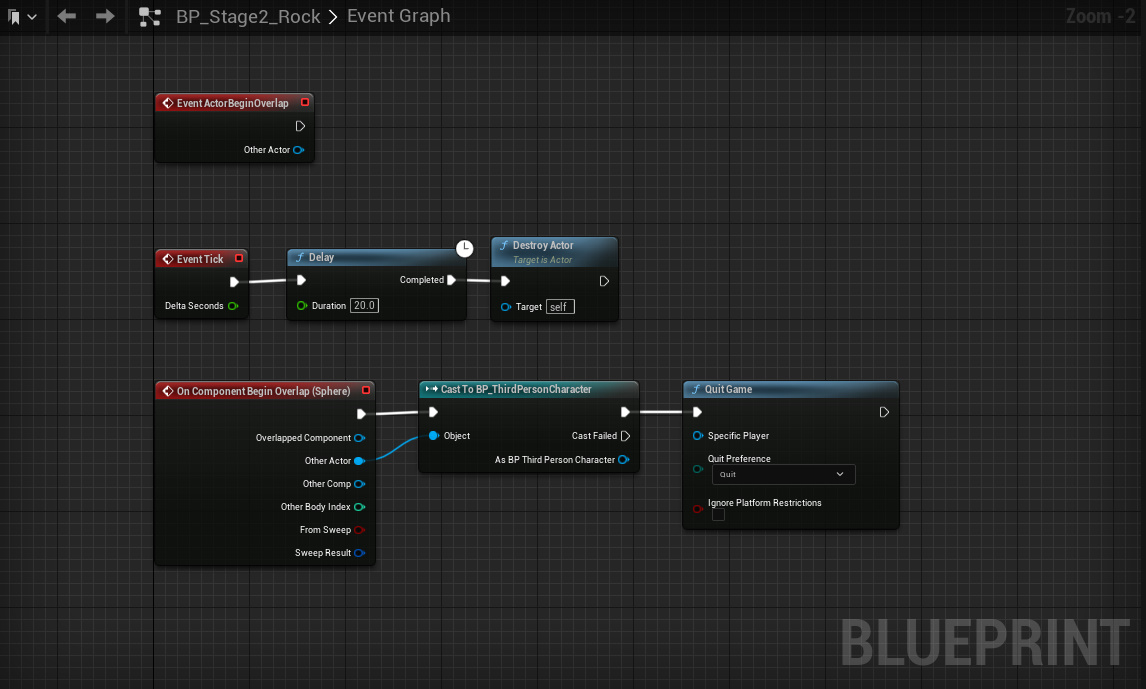 BP_Stage2_Rock > Event Graph
Zoom -2
Event ActorBeginOverlap
Other Actor
Event Tick
Delta Seconds
Delay
Completed
Duration 20.0
Destroy Actor
Target is Actor
Target self
On Component Begin Overlap (Sphere)
Overlapped Component
Other Actor
Other Comp
Other Body Index
From Sweep
Sweep Result
Cast To BP_ThirdPersonCharacter
Object
Cast Failed
As BP Third Person Character
Quit Game
Specific Player
Quit Preference
Quit
Ignore Platform Restrictions
BLUEPRINT